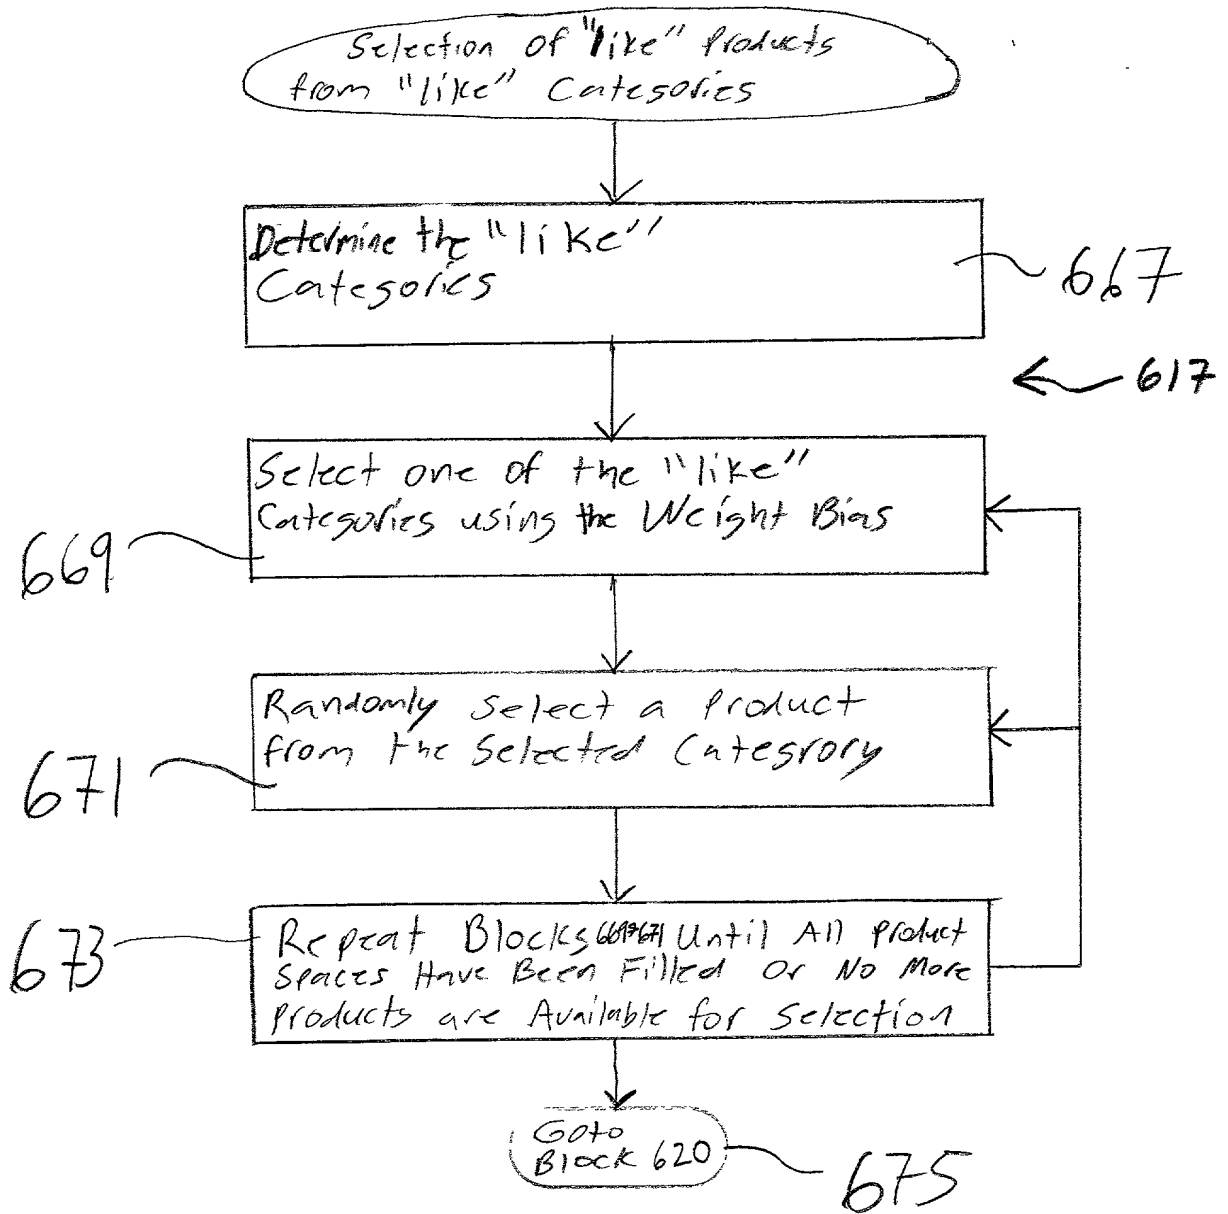 Selection of "like" Products
from "like" Categories
Determine the "like"
Categories
667
617
Select one of the "like"
Categories using the Weight Bias
669
Randomly Select a Product
from the Selected Categrory
671
Repeat Blocks 669+671 Until All Product
Spaces Have Been Filled Or No More
Products are Available for Selection
673
Goto
Block 620
675